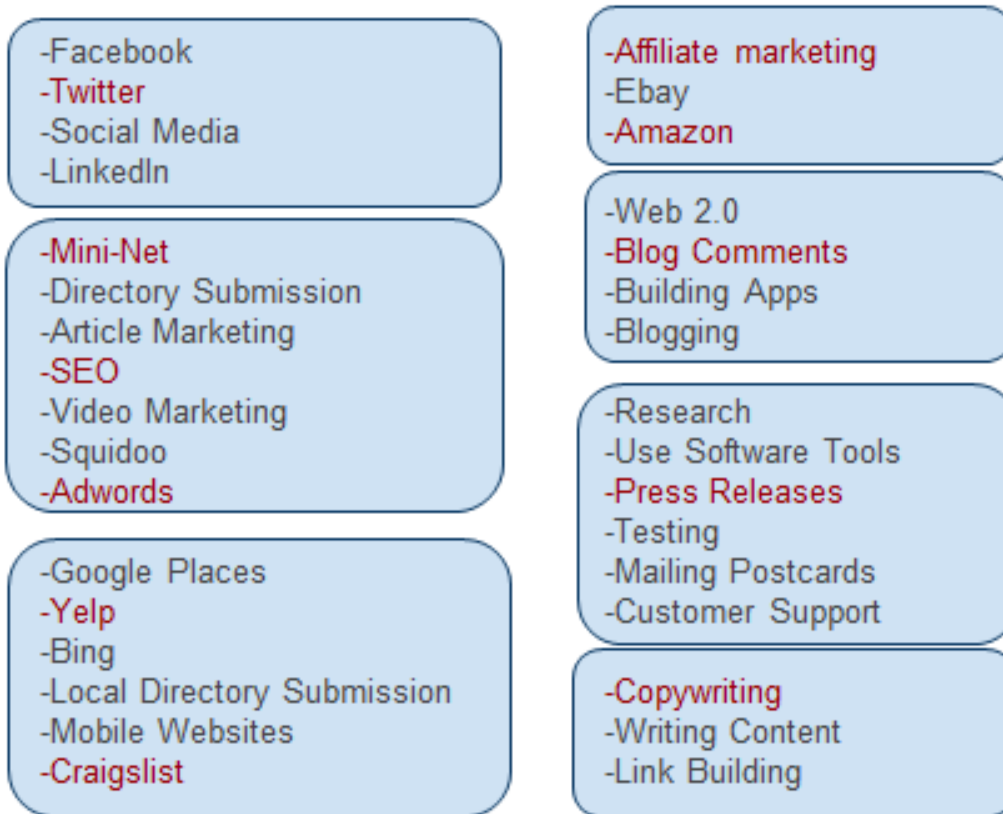 -Facebook
-Twitter
-Social Media
-LinkedIn
-Mini-Net
-Directory Submission
-Article Marketing
-SEO
-Video Marketing
-Squidoo
-Adwords
-Google Places
-Yelp
-Bing
-Local Directory Submission
-Mobile Websites
-Craigslist
-Affiliate marketing
-Ebay
-Amazon
-Web 2.0
-Blog Comments
-Building Apps
-Blogging
-Research
-Use Software Tools
-Press Releases
-Testing
-Mailing Postcards
-Customer Support
-Copywriting
-Writing Content
-Link Building